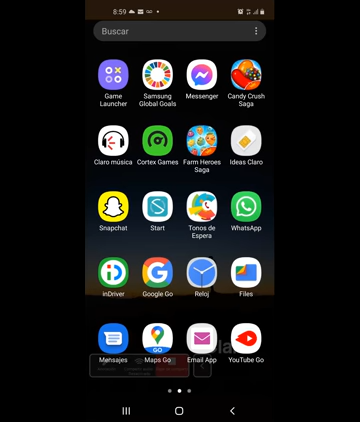 8:59
Buscar
Game Launcher
Samsung Global Goals
Messenger
Candy Crush Saga
Claro música
Cortex Games
Farm Heroes Saga
Ideas Claro
Snapchat
Start
Tonos de Espera
WhatsApp
inDriver
Google Go
Reloj
Files
GO
Mensajes
Maps Go
Email App
YouTube Go